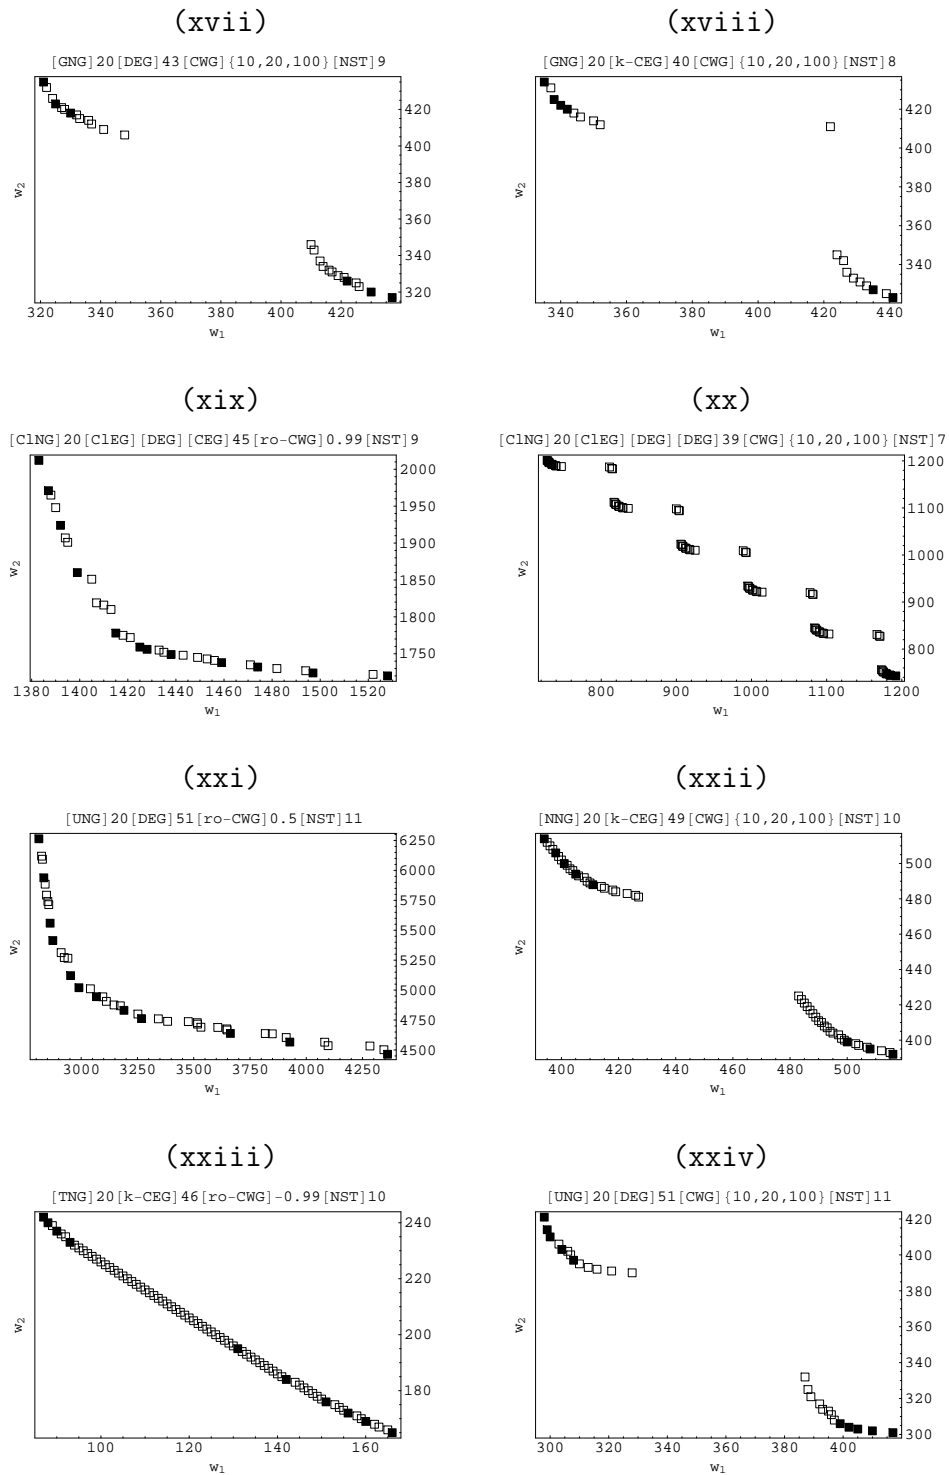 (xvii)
[GNG]20[DEG]43[CWG]{10,20,100}[NST]9
420
400
380
360
340
320
w2
320 340 360 380 400 420
w1
(xviii)
[GNG]20[k-CEG]40[CWG]{10,20,100}[NST]8
420
400
380
360
340
w2
340 360 380 400 420 440
w1
(xix)
[ClNG]20[ClEG][DEG][CEG]45[ro-CWG]0.99[NST]9
2000
1950
1900
1850
1800
1750
w2
1380 1400 1420 1440 1460 1480 1500 1520
w1
(xx)
[ClNG]20[ClEG][DEG][DEG]39[CWG]{10,20,100}[NST]7
1200
1100
1000
900
800
w2
800 900 1000 1100 1200
w1
(xxi)
[UNG]20[DEG]51[ro-CWG]0.5[NST]11
6250
6000
5750
5500
5250
5000
4750
4500
w2
3000 3250 3500 3750 4000 4250
w1
(xxii)
[NNG]20[k-CEG]49[CWG]{10,20,100}[NST]10
500
480
460
440
420
400
w2
400 420 440 460 480 500
w1
(xxiii)
[TNG]20[k-CEG]46[ro-CWG]-0.99[NST]10
240
220
200
180
w2
100 120 140 160
w1
(xxiv)
[UNG]20[DEG]51[CWG]{10,20,100}[NST]11
420
400
380
360
340
320
300
w2
300 320 340 360 380 400
w1